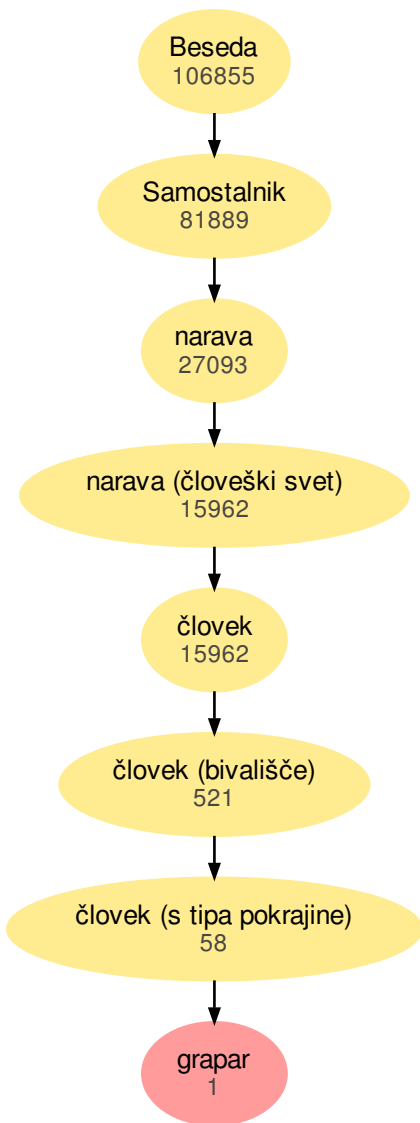 Beseda
106855
Samostalnik
81889
narava
27093
narava (človeški svet)
15962
človek
15962
človek (bivališče)
521
človek (s tipa pokrajine)
58
grapar
1